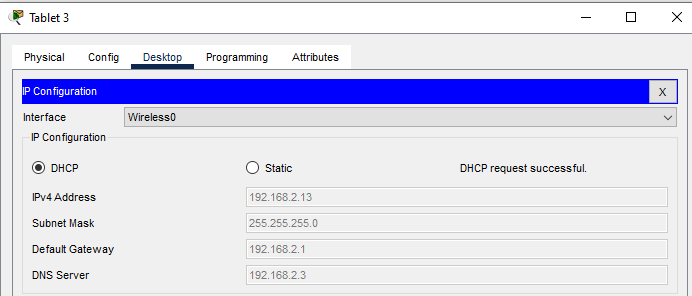 Tablet 3
Physical Config Desktop Programming Attributes
IP Configuration X
Interface Wireless0
IP Configuration
DHCP Static DHCP request successful.
IPv4 Address 192.168.2.13
Subnet Mask 255.255.255.0
Default Gateway 192.168.2.1
DNS Server 192.168.2.3